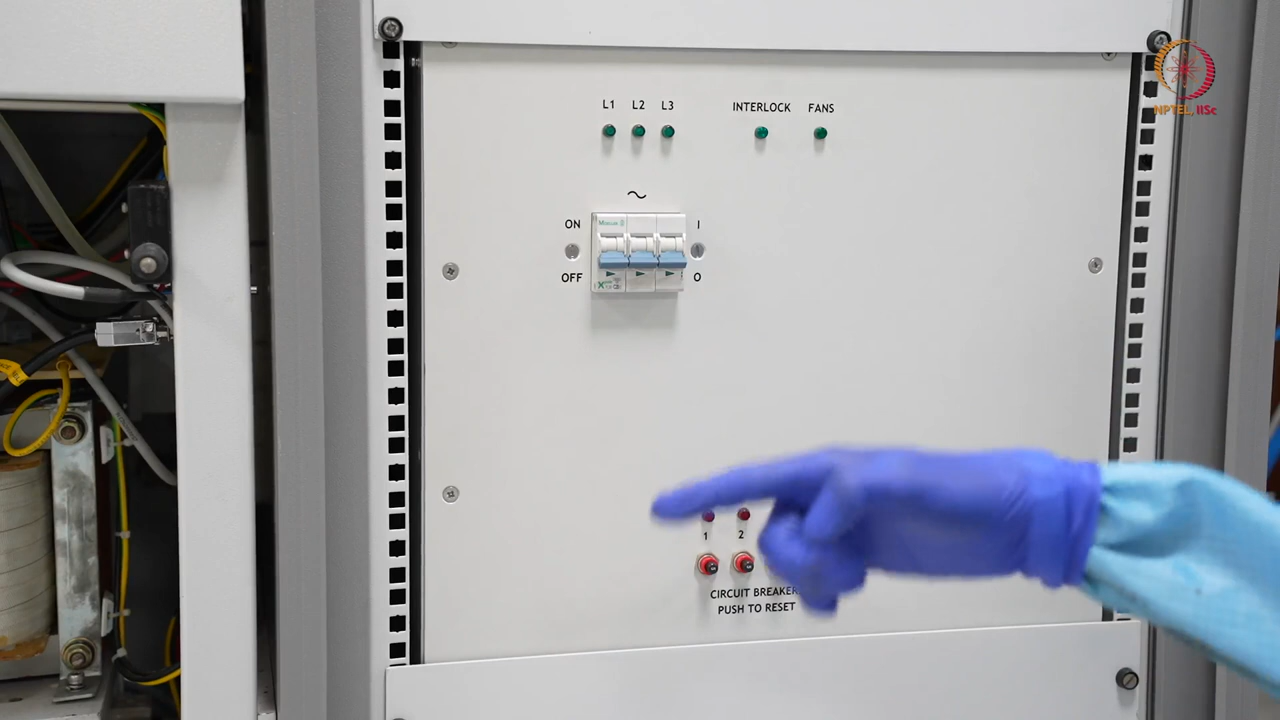 L1 L2 L3
INTERLOCK FANS
NPTEL, IISc
ON I
OFF O
1 2
CIRCUIT BREAKER
PUSH TO RESET